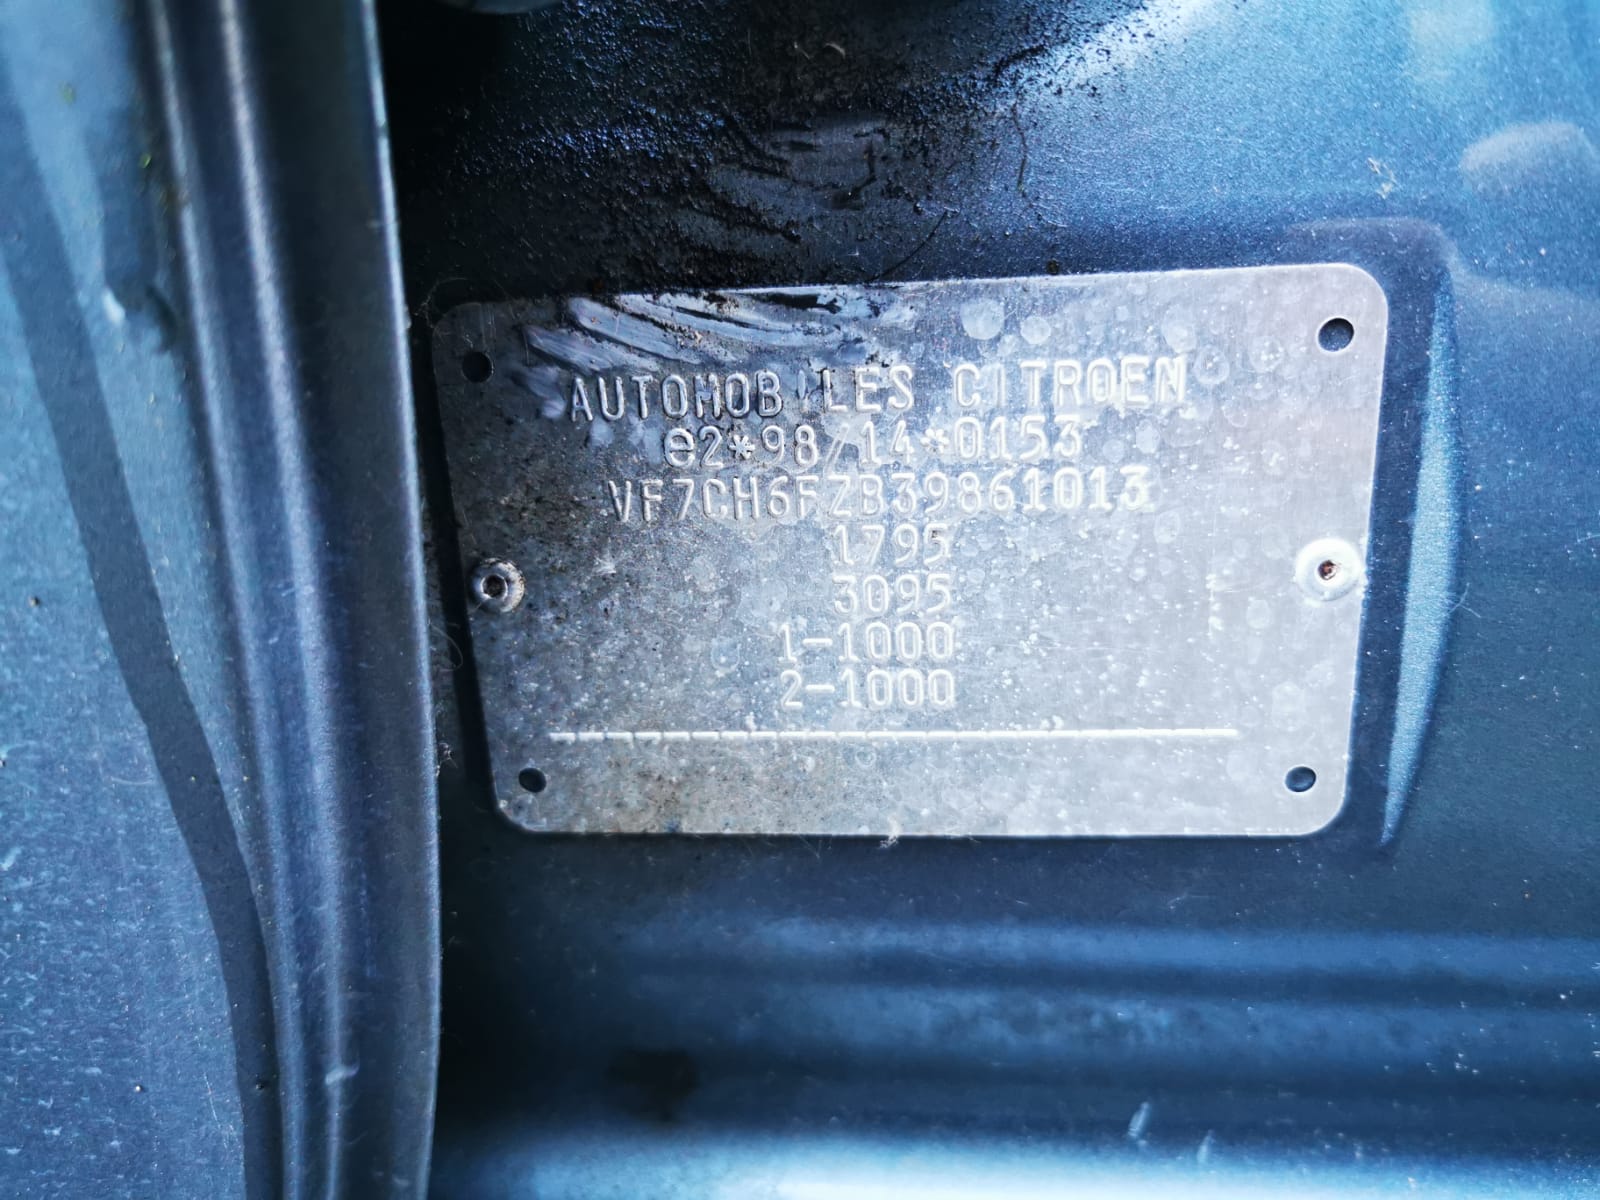 AUTOMOBILES CITROEN
e2*98/14*0153
VF7CH6FZB39861013
1795
3095
1-1000
2-1000